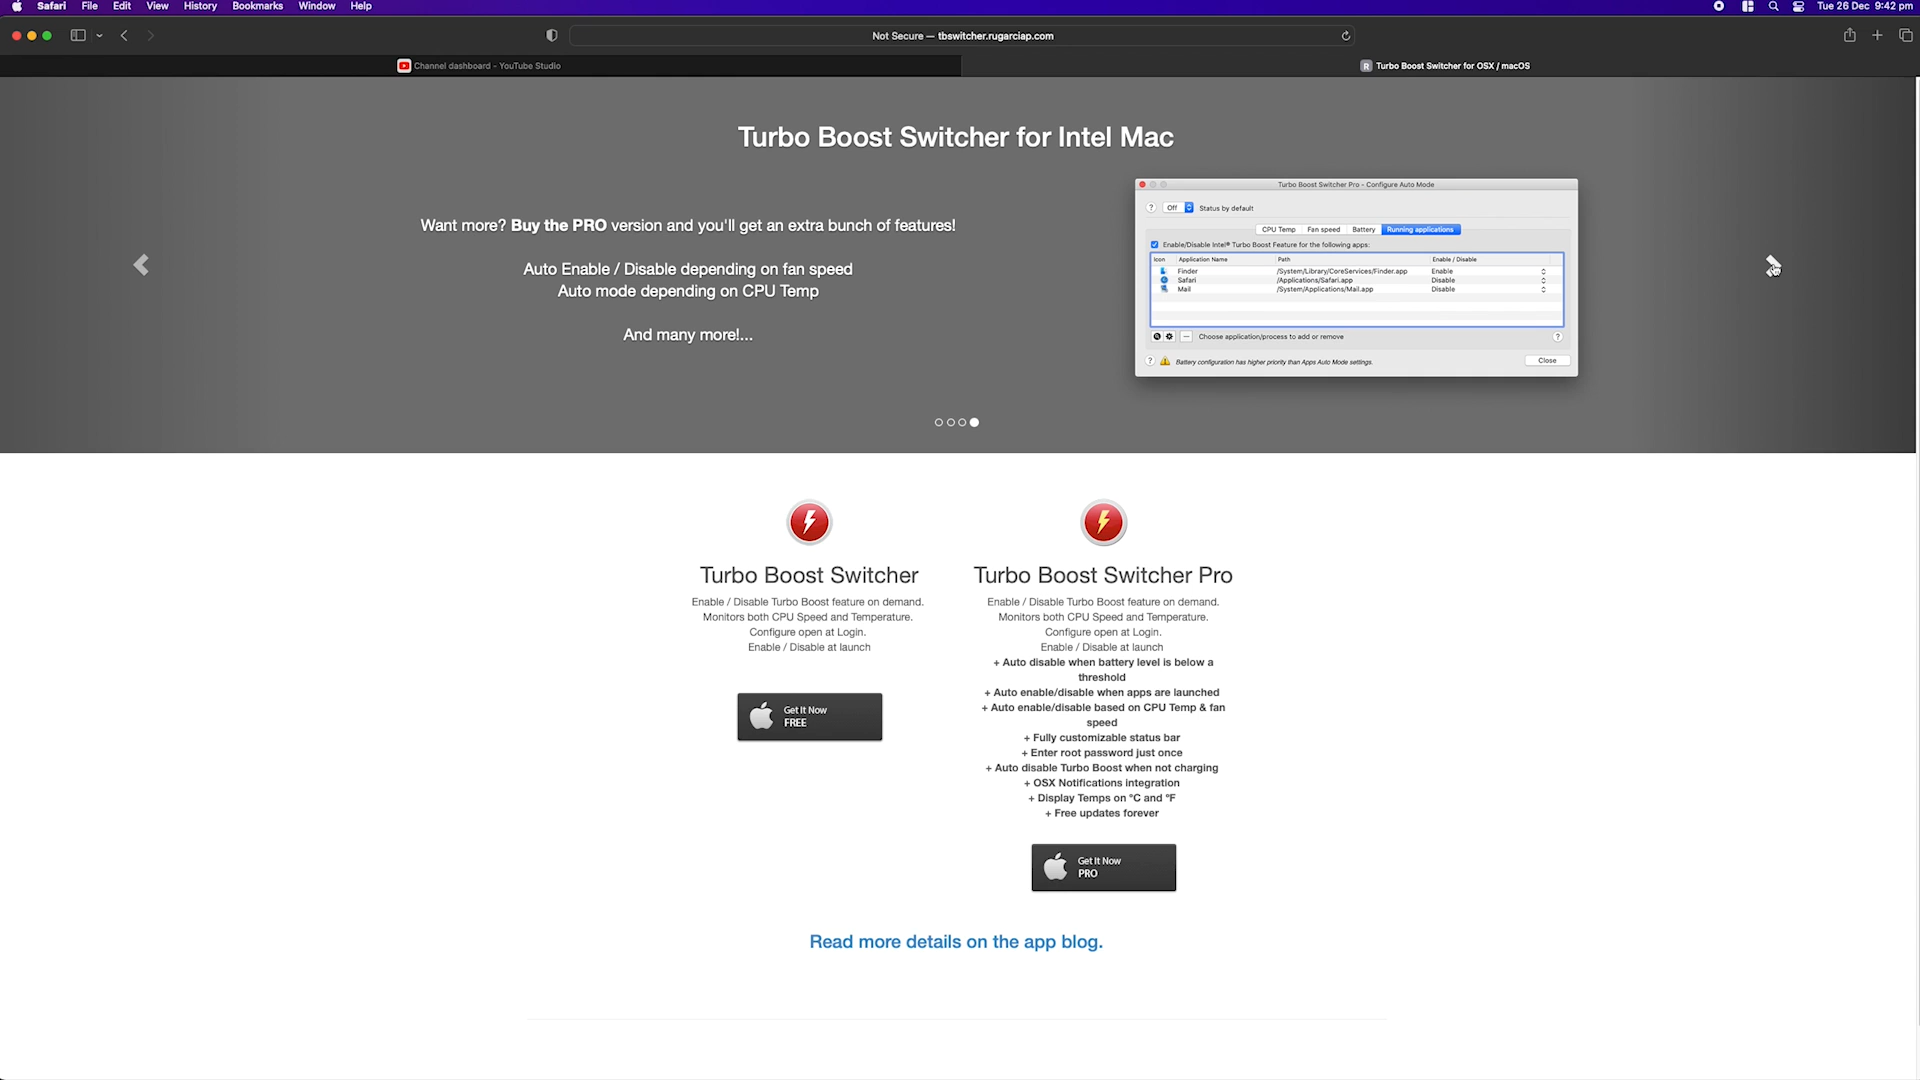 Safari File Edit View History Bookmarks Window Help Tue 26 Dec 9:42 pm
Not Secure — tbswitcher.rugarciap.com
Channel dashboard - YouTube Studio
R Turbo Boost Switcher for OSX / macOS
Turbo Boost Switcher for Intel Mac
Want more? Buy the PRO version and you'll get an extra bunch of features!
Auto Enable / Disable depending on fan speed
Auto mode depending on CPU Temp
And many more!...
Turbo Boost Switcher Pro - Configure Auto Mode
? Off Status by default
CPU Temp Fan speed Battery Running applications
Enable/Disable Intel® Turbo Boost Feature for the following apps:
Icon Application Name Path Enable / Disable
Finder /System/Library/CoreServices/Finder.app Enable
Safari /Applications/Safari.app Disable
Mail /System/Applications/Mail.app Disable
Choose application/process to add or remove ?
? Battery configuration has higher priority than Apps Auto Mode settings. Close
Turbo Boost Switcher
Enable / Disable Turbo Boost feature on demand.
Monitors both CPU Speed and Temperature.
Configure open at Login.
Enable / Disable at launch
Get It Now
FREE
Turbo Boost Switcher Pro
Enable / Disable Turbo Boost feature on demand.
Monitors both CPU Speed and Temperature.
Configure open at Login.
Enable / Disable at launch
+ Auto disable when battery level is below a
threshold
+ Auto enable/disable when apps are launched
+ Auto enable/disable based on CPU Temp & fan
speed
+ Fully customizable status bar
+ Enter root password just once
+ Auto disable Turbo Boost when not charging
+ OSX Notifications integration
+ Display Temps on ºC and ºF
+ Free updates forever
Get It Now
PRO
Read more details on the app blog.